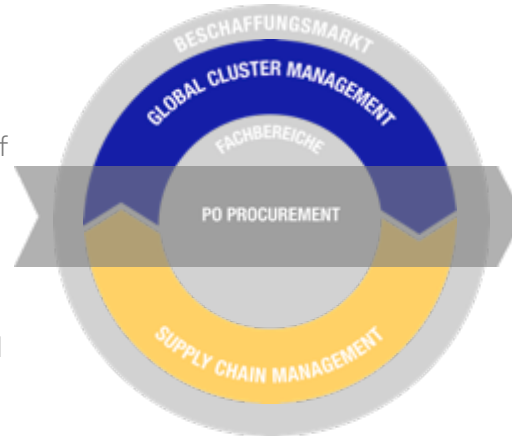 BESCHAFFUNGSMARKT
GLOBAL CLUSTER MANAGEMENT
FACHBEREICHE
f
PO PROCUREMENT
SUPPLY CHAIN MANAGEMENT